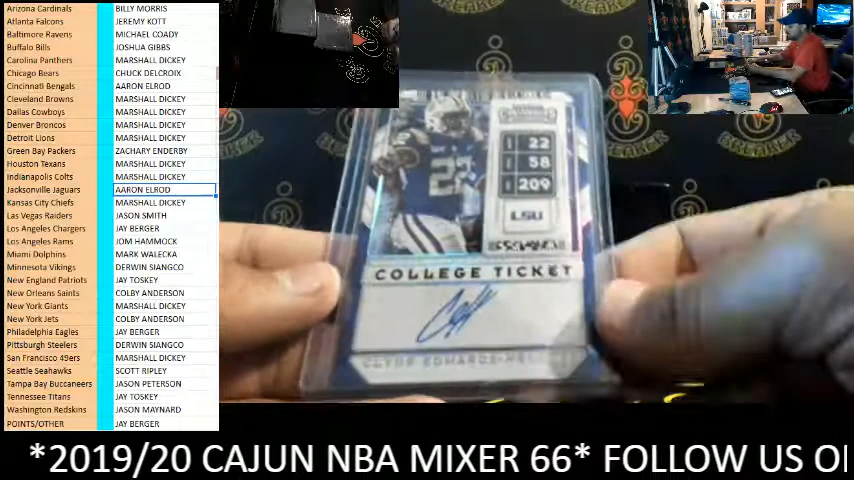 Arizona Cardinals BILLY MORRIS
Atlanta Falcons JEREMY KOTT
Baltimore Ravens MICHAEL COADY
Buffalo Bills JOSHUA GIBBS
Carolina Panthers MARSHALL DICKEY
Chicago Bears CHUCK DELCROIX
Cincinnati Bengals AARON ELROD
Cleveland Browns MARSHALL DICKEY
Dallas Cowboys MARSHALL DICKEY
Denver Broncos MARSHALL DICKEY
Detroit Lions MARSHALL DICKEY
Green Bay Packers ZACHARY ENDERBY
Houston Texans MARSHALL DICKEY
Indianapolis Colts MARSHALL DICKEY
Jacksonville Jaguars AARON ELROD
Kansas City Chiefs MARSHALL DICKEY
Las Vegas Raiders JASON SMITH
Los Angeles Chargers JAY BERGER
Los Angeles Rams JOM HAMMOCK
Miami Dolphins MARK WALECKA
Minnesota Vikings DERWIN SIANGCO
New England Patriots JAY TOSKEY
New Orleans Saints COLBY ANDERSON
New York Giants MARSHALL DICKEY
New York Jets COLBY ANDERSON
Philadelphia Eagles JAY BERGER
Pittsburgh Steelers DERWIN SIANGCO
San Francisco 49ers MARSHALL DICKEY
Seattle Seahawks SCOTT RIPLEY
Tampa Bay Buccaneers JASON PETERSON
Tennessee Titans JAY TOSKEY
Washington Redskins JASON MAYNARD
POINTS/OTHER JAY BERGER
22
22
58
209
LSU
COLLEGE TICKET
BREAKER
BREAKER
*2019/20 CAJUN NBA MIXER 66* FOLLOW US